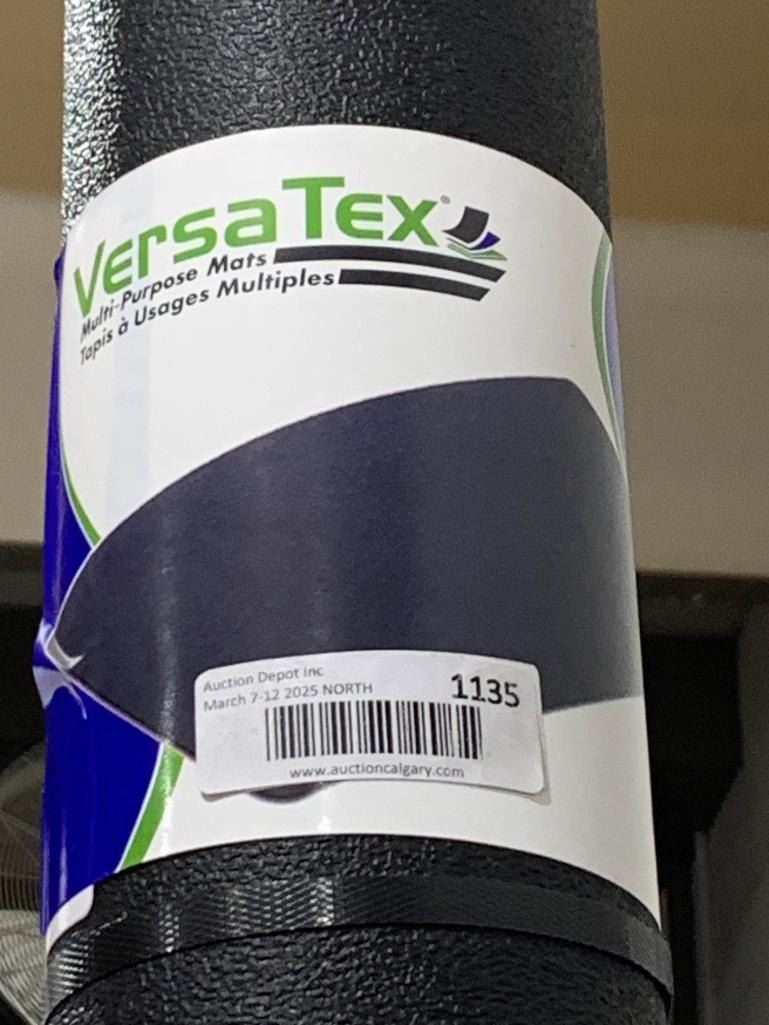 VersaTex®
Multi-Purpose Mats
Tapis à Usages Multiples
Auction Depot Inc
March 7-12 2025 NORTH
1135
www.auctioncalgary.com